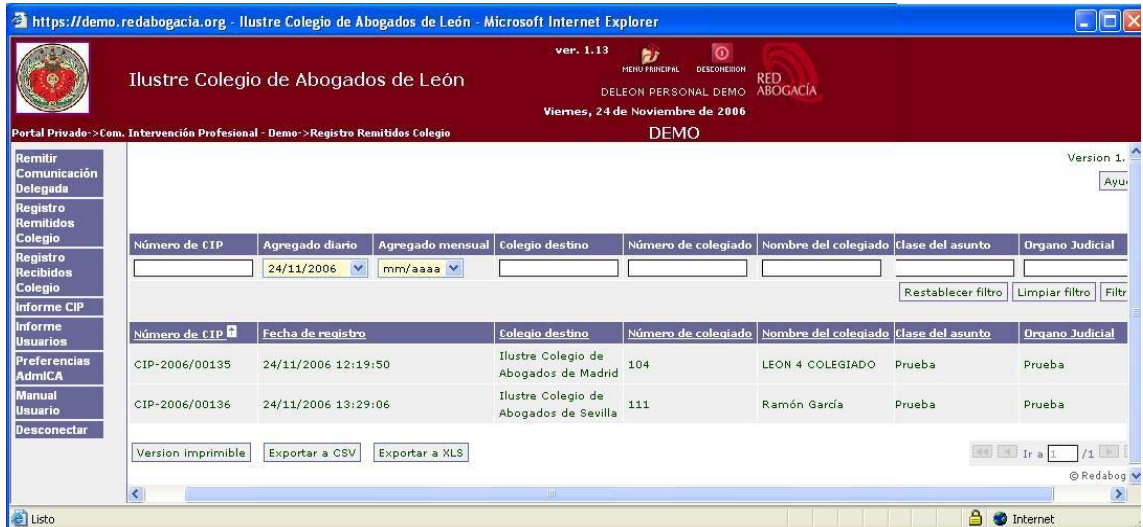 https://demo.redabogacia.org - Ilustre Colegio de Abogados de León - Microsoft Internet Explorer
ver. 1.13
MENU PRINCIPAL
DESCONEXION
RED
ABOGACÍA
Ilustre Colegio de Abogados de León
DELEON PERSONAL DEMO
Viernes, 24 de Noviembre de 2006
Portal Privado->Com. Intervención Profesional - Demo->Registro Remitidos Colegio
DEMO
Remitir
Comunicación
Delegada
Registro
Remitidos
Colegio
Registro
Recibidos
Colegio
Informe CIP
Informe
Usuarios
Preferencias
AdmICA
Manual
Usuario
Desconectar
Version 1.
Ayu
Número de CIP Agregado diario Agregado mensual Colegio destino Número de colegiado Nombre del colegiado Clase del asunto Organo Judicial
24/11/2006 mm/aaaa
Restablecer filtro Limpiar filtro Filtr
Número de CIP Fecha de registro Colegio destino Número de colegiado Nombre del colegiado Clase del asunto Organo Judicial
CIP-2006/00135 24/11/2006 12:19:50 Ilustre Colegio de Abogados de Madrid 104 LEON 4 COLEGIADO Prueba Prueba
CIP-2006/00136 24/11/2006 13:29:06 Ilustre Colegio de Abogados de Sevilla 111 Ramón García Prueba Prueba
Version imprimible Exportar a CSV Exportar a XLS
Ir a 1 /1
© Redabog
Listo
Internet